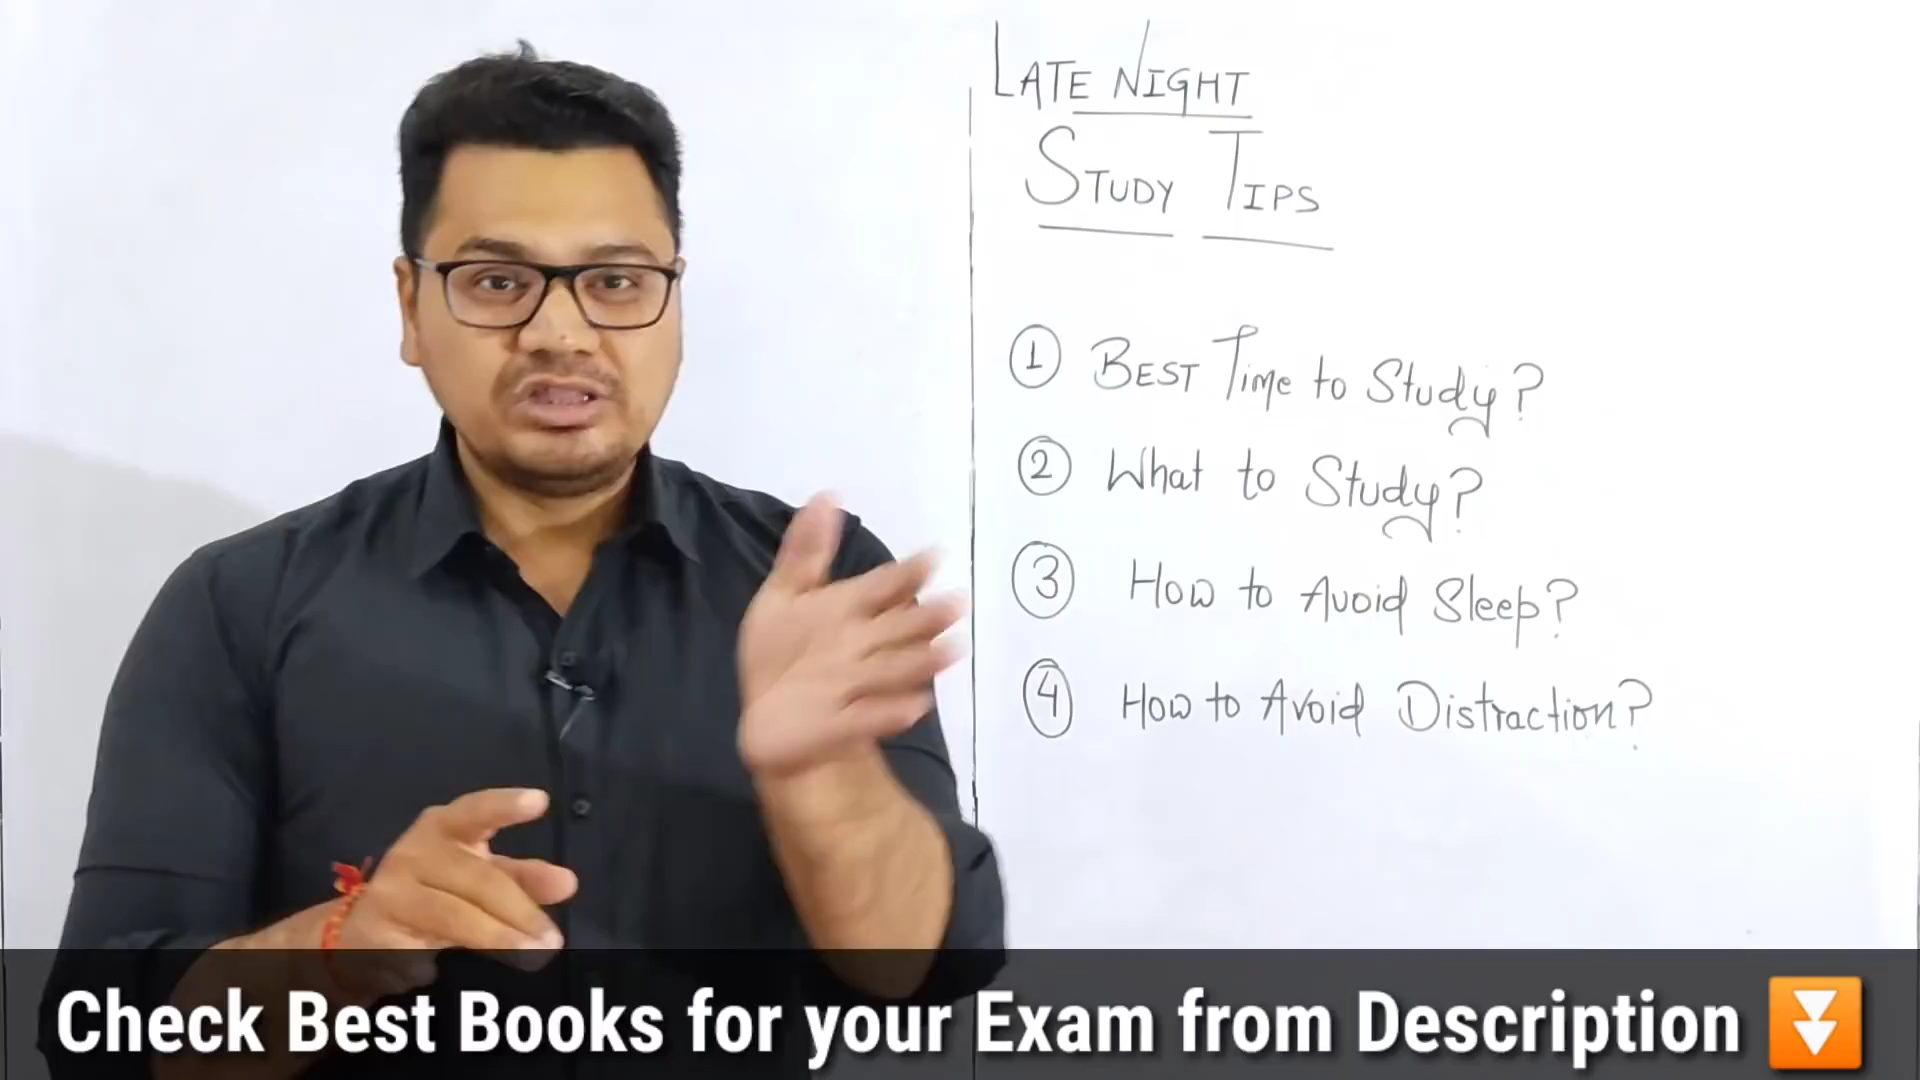 LATE NIGHT
STUDY TIPS
1 BEST Time to Study?
2 What to Study?
3 How to Avoid Sleep?
4 How to Avoid Distraction?
Check Best Books for your Exam from Description